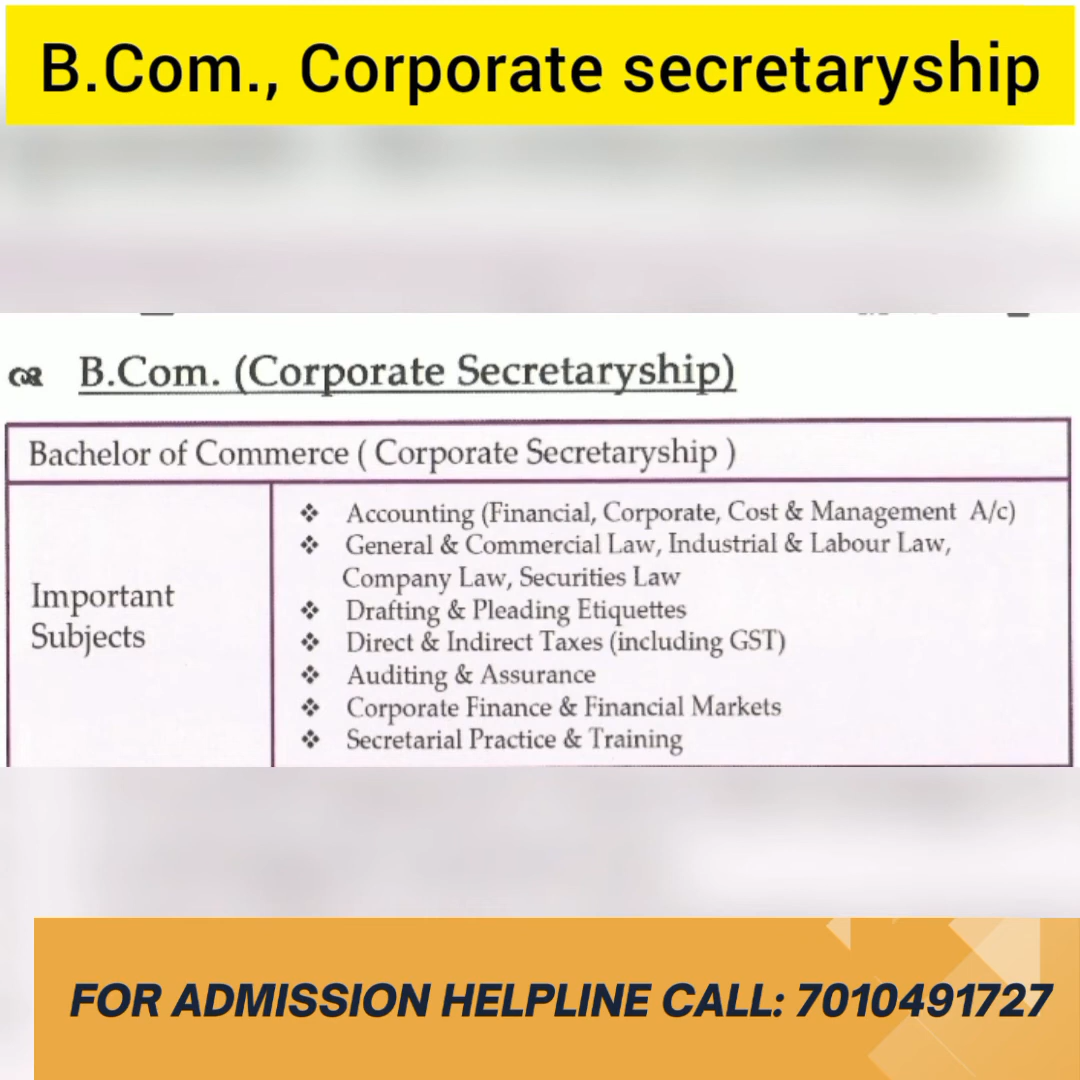 B.Com., Corporate secretaryship
B.Com. (Corporate Secretaryship)
Bachelor of Commerce ( Corporate Secretaryship )
Important
Subjects
❖ Accounting (Financial, Corporate, Cost & Management A/c)
❖ General & Commercial Law, Industrial & Labour Law,
Company Law, Securities Law
❖ Drafting & Pleading Etiquettes
❖ Direct & Indirect Taxes (including GST)
❖ Auditing & Assurance
❖ Corporate Finance & Financial Markets
❖ Secretarial Practice & Training
FOR ADMISSION HELPLINE CALL: 7010491727